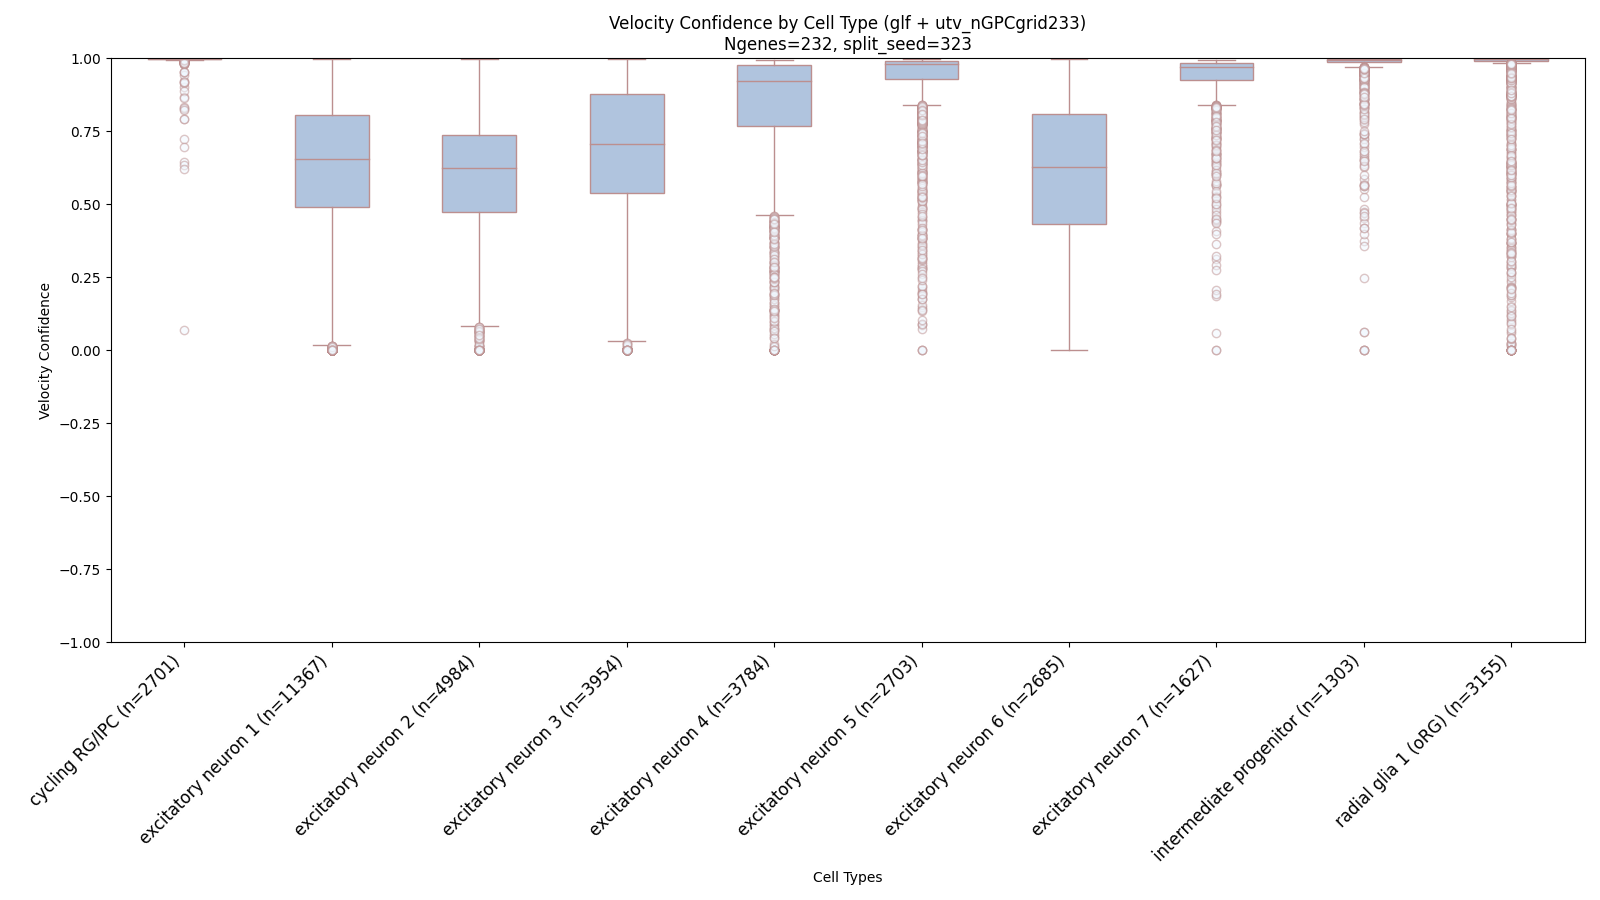 Velocity Confidence by Cell Type (glf + utv_nGPCgrid233)
Ngenes=232, split_seed=323
1.00
0.75
0.50
0.25
0.00
−0.25
−0.50
−0.75
−1.00
Velocity Confidence
cycling RG/IPC (n=2701)
excitatory neuron 1 (n=11367)
excitatory neuron 2 (n=4984)
excitatory neuron 3 (n=3954)
excitatory neuron 4 (n=3784)
excitatory neuron 5 (n=2703)
excitatory neuron 6 (n=2685)
excitatory neuron 7 (n=1627)
intermediate progenitor (n=1303)
radial glia 1 (oRG) (n=3155)
Cell Types